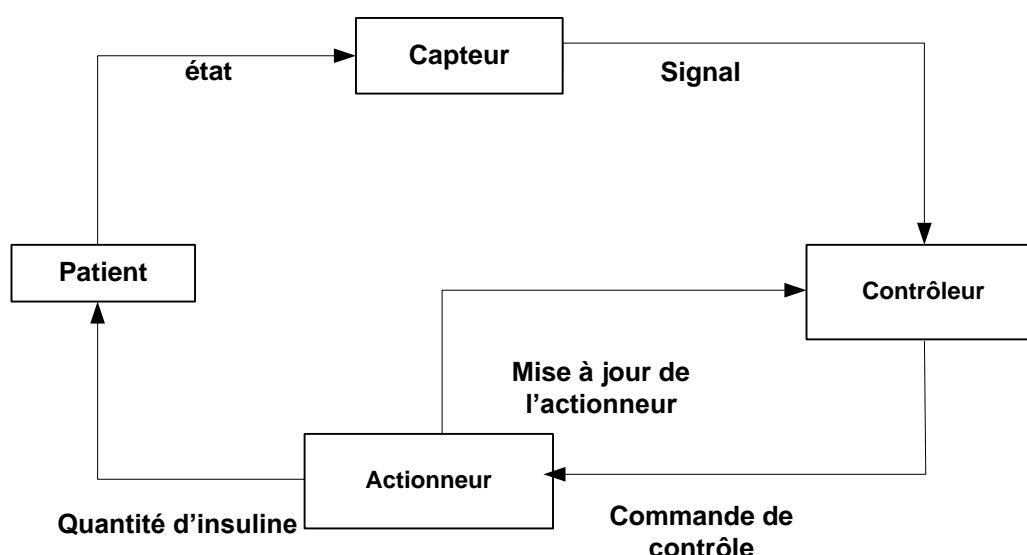 Capteur
état
Signal
Patient
Contrôleur
Mise à jour de
l'actionneur
Actionneur
Quantité d'insuline
Commande de
contrôle